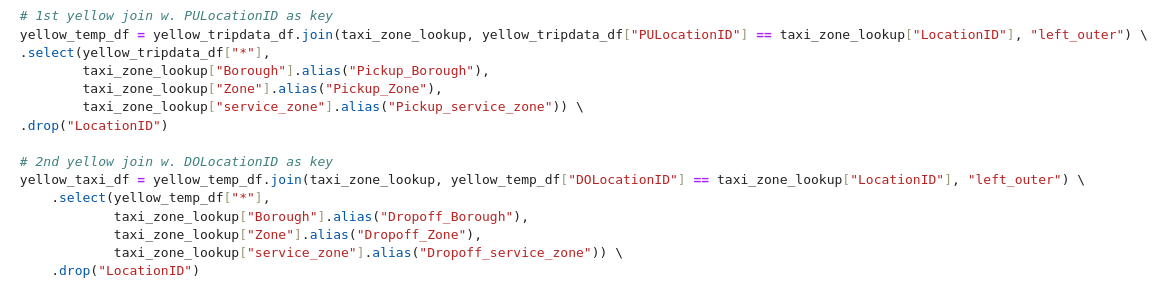 # 1st yellow join w. PULocationID as key
yellow_temp_df = yellow_tripdata_df.join(taxi_zone_lookup, yellow_tripdata_df["PULocationID"] == taxi_zone_lookup["LocationID"], "left_outer") \
.select(yellow_tripdata_df["*"],
        taxi_zone_lookup["Borough"].alias("Pickup_Borough"),
        taxi_zone_lookup["Zone"].alias("Pickup_Zone"),
        taxi_zone_lookup["service_zone"].alias("Pickup_service_zone")) \
.drop("LocationID")

# 2nd yellow join w. DOLocationID as key
yellow_taxi_df = yellow_temp_df.join(taxi_zone_lookup, yellow_temp_df["DOLocationID"] == taxi_zone_lookup["LocationID"], "left_outer") \
    .select(yellow_temp_df["*"],
            taxi_zone_lookup["Borough"].alias("Dropoff_Borough"),
            taxi_zone_lookup["Zone"].alias("Dropoff_Zone"),
            taxi_zone_lookup["service_zone"].alias("Dropoff_service_zone")) \
    .drop("LocationID")